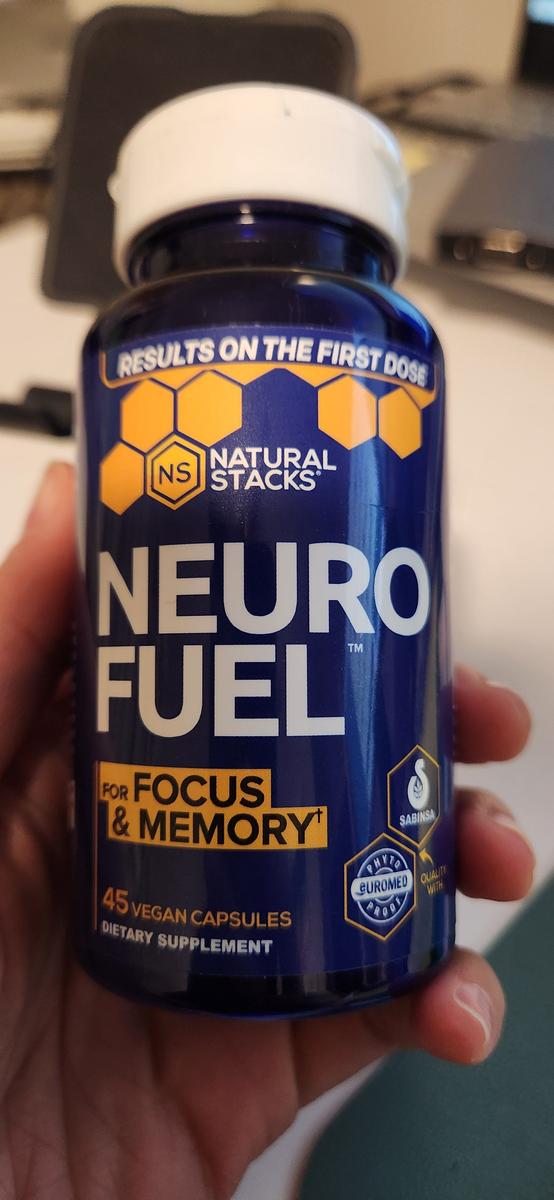 RESULTS ON THE FIRST DOSE
NS
NATURAL
STACKS®
NEURO
FUEL™
FOR FOCUS
& MEMORY†
45 VEGAN CAPSULES
DIETARY SUPPLEMENT
SABINSA
PHYTO
EUROMED
PROOF
QUALITY
WITH